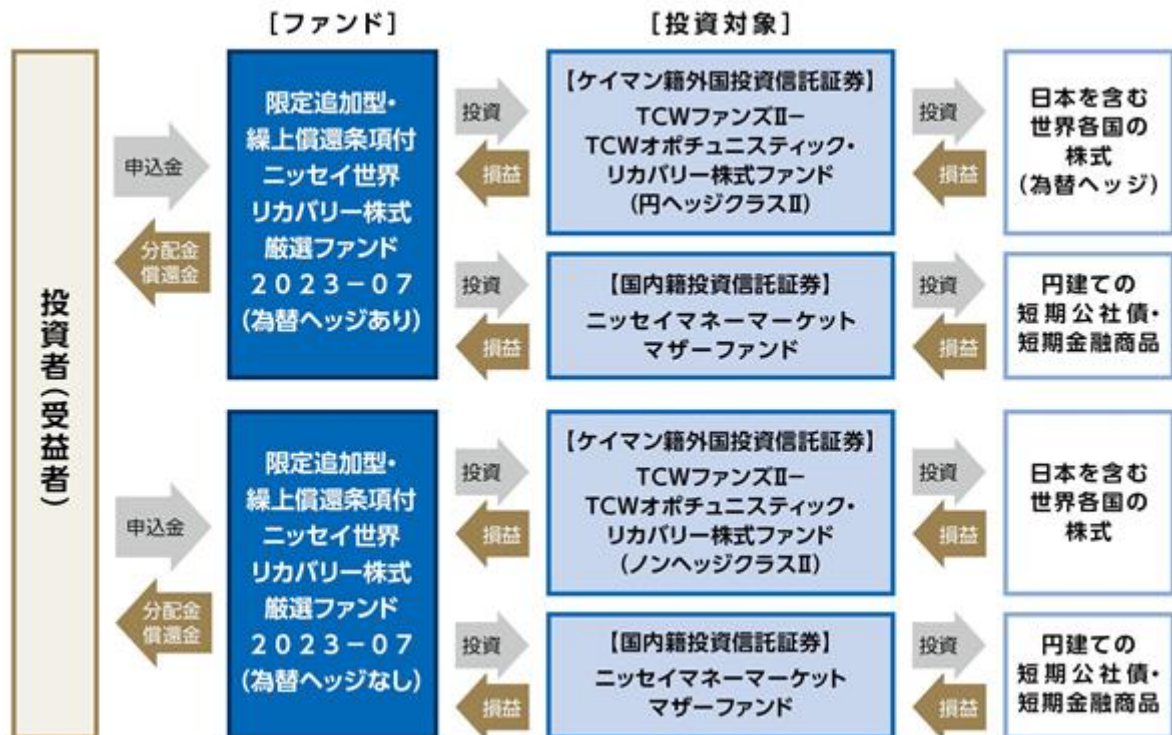 [ファンド]
[投資対象]
投資者(受益者)
申込金
分配金
償還金
限定追加型・
繰上償還条項付
ニッセイ世界
リカバリー株式
厳選ファンド
2023-07
(為替ヘッジあり)
投資
損益
【ケイマン籍外国投資信託証券】
TCWファンズⅡ-
TCWオポチュニスティック・
リカバリー株式ファンド
(円ヘッジクラスⅡ)
投資
損益
日本を含む
世界各国の
株式
(為替ヘッジ)
投資
損益
【国内籍投資信託証券】
ニッセイマネーマーケット
マザーファンド
投資
損益
円建ての
短期公社債・
短期金融商品
申込金
分配金
償還金
限定追加型・
繰上償還条項付
ニッセイ世界
リカバリー株式
厳選ファンド
2023-07
(為替ヘッジなし)
投資
損益
【ケイマン籍外国投資信託証券】
TCWファンズⅡ-
TCWオポチュニスティック・
リカバリー株式ファンド
(ノンヘッジクラスⅡ)
投資
損益
日本を含む
世界各国の
株式
投資
損益
【国内籍投資信託証券】
ニッセイマネーマーケット
マザーファンド
投資
損益
円建ての
短期公社債・
短期金融商品